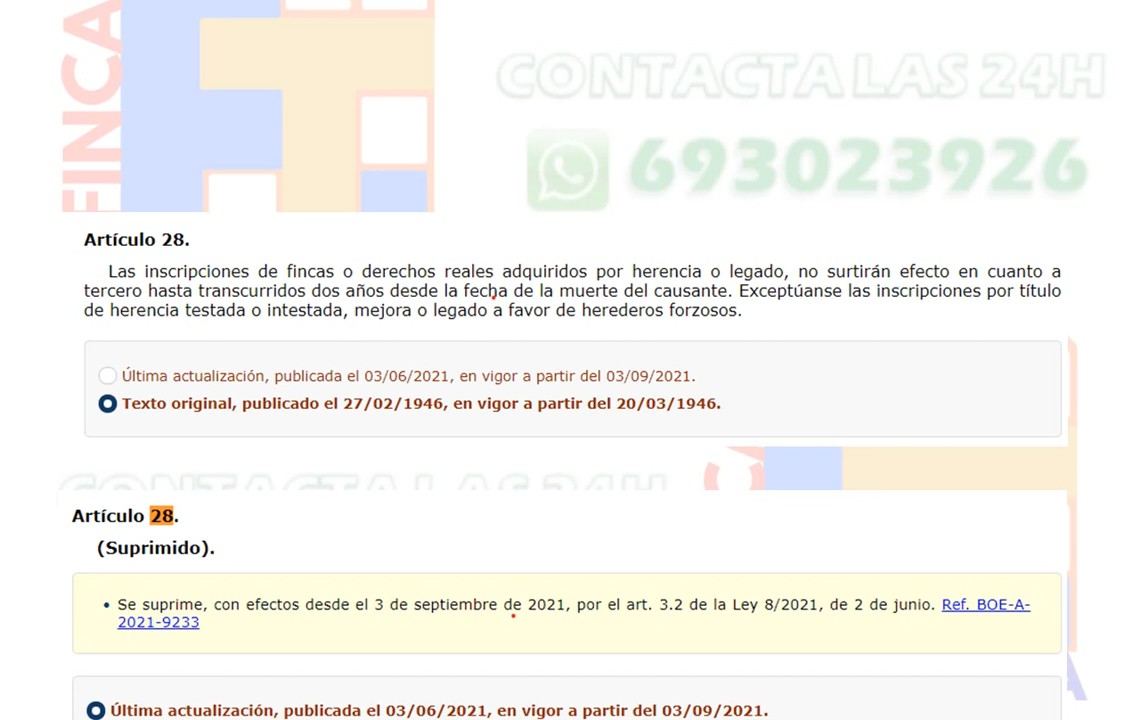 FINCA
CONTACTA LAS 24H
693023926
Artículo 28.
Las inscripciones de fincas o derechos reales adquiridos por herencia o legado, no surtirán efecto en cuanto a
tercero hasta transcurridos dos años desde la fecha de la muerte del causante. Exceptúanse las inscripciones por título
de herencia testada o intestada, mejora o legado a favor de herederos forzosos.
Última actualización, publicada el 03/06/2021, en vigor a partir del 03/09/2021.
Texto original, publicado el 27/02/1946, en vigor a partir del 20/03/1946.
CONTACTA LAS 24H
Artículo 28.
(Suprimido).
• Se suprime, con efectos desde el 3 de septiembre de 2021, por el art. 3.2 de la Ley 8/2021, de 2 de junio. Ref. BOE-A-
2021-9233
Última actualización, publicada el 03/06/2021, en vigor a partir del 03/09/2021.